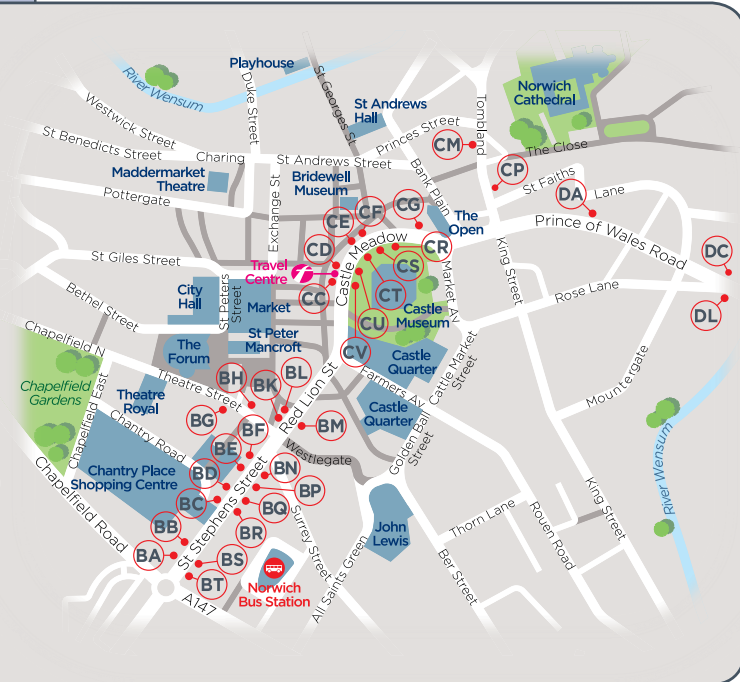 Playhouse
River Wensum
Duke Street
St Georges St
St Andrews
Hall
Tombland
Norwich
Cathedral
Westwick Street
Princes Street
CM
The Close
St Benedicts Street
Charing
St Andrews Street
Bank Plain
CP
St Faiths
Lane
DA
Maddermarket
Theatre
Bridewell
Museum
Pottergate
Exchange St
CE
CF
CG
The
Open
Prince of Wales Road
CD
CR
King Street
DC
St Giles Street
Travel
Centre
Castle Meadow
CS
Market Av
CC
CT
Rose Lane
DL
City
Hall
St Peters
Street
Market
Castle
Museum
Bethel Street
CU
St Peter
Mancroft
CV
Chapelfield N
The
Forum
Castle
Quarter
Cattle Market
Street
Theatre Street
BH
BK
BL
Red Lion St
Farmers Av
Mountergate
Chapelfield
Gardens
Chapelfield East
Theatre
Royal
BG
BF
BM
Castle
Quarter
Golden Ball
Street
Chantry Road
BE
Westlegate
River Wensum
Chantry Place
Shopping Centre
BD
BN
BP
Chapelfield Road
BC
BQ
St Stephens Street
BB
BR
Surrey Street
John
Lewis
Thorn Lane
Rouen Road
King Street
BA
BS
BT
All Saints Green
Ber Street
Norwich
Bus Station
A147